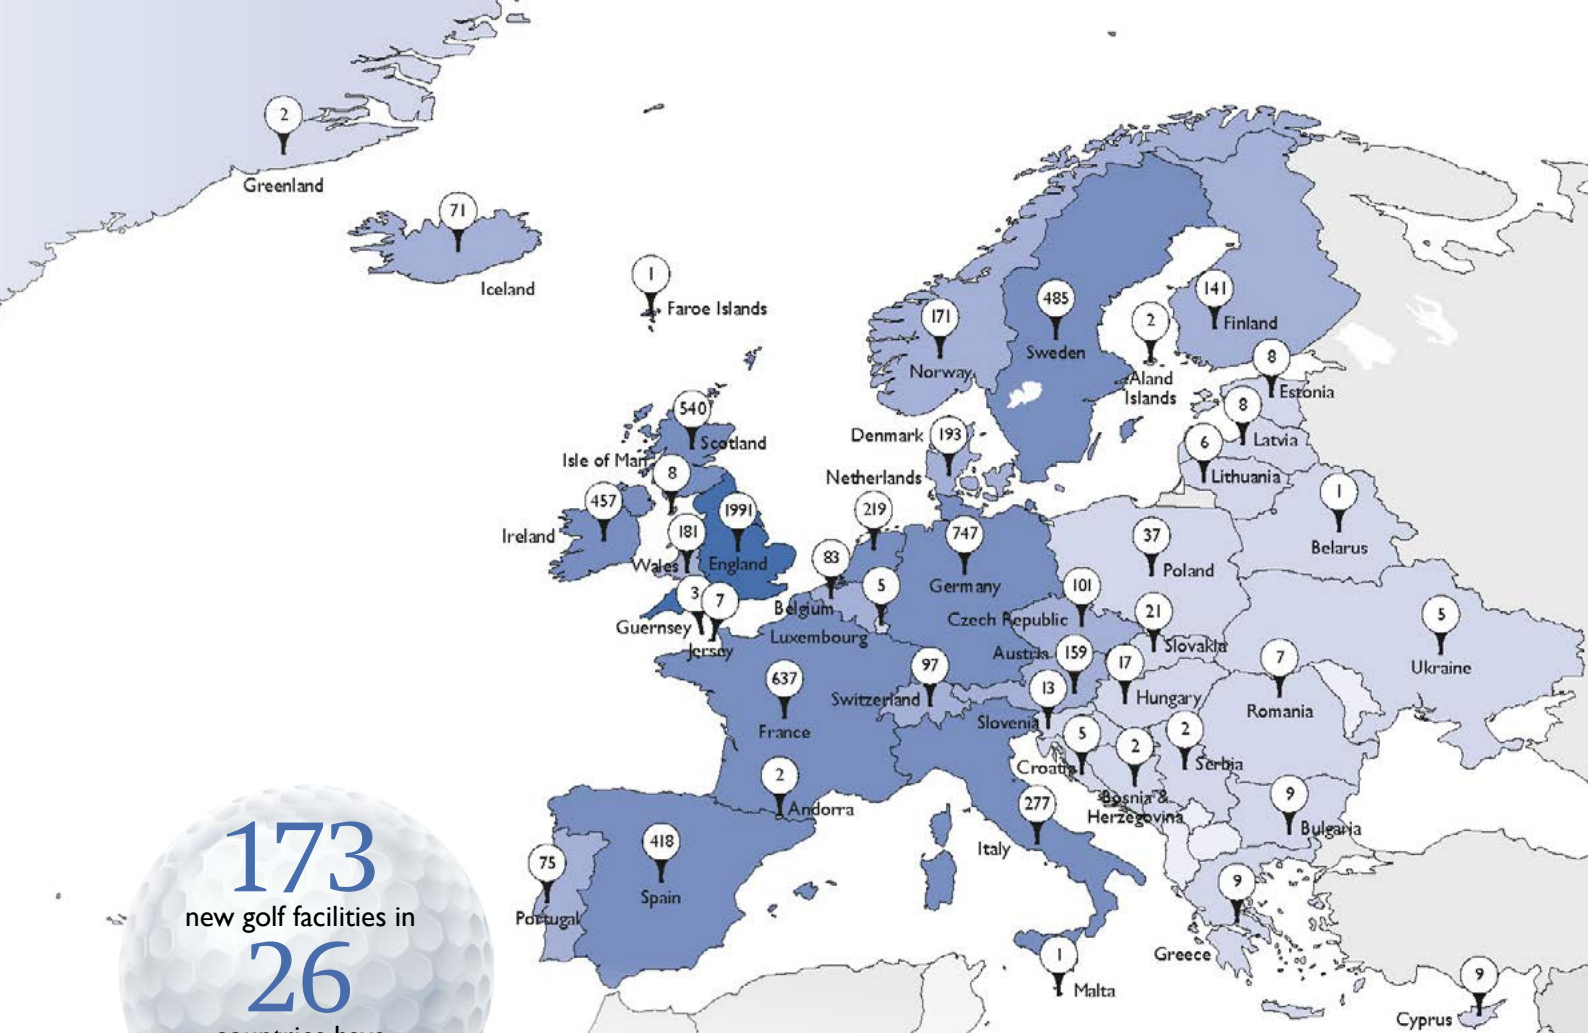 2
Greenland
71
Iceland
1
Faroe Islands
171
Norway
485
Sweden
141
Finland
2
Aland
Islands
8
Estonia
8
Latvia
6
Lithuania
540
Scotland
Isle of Man
8
Denmark
193
Netherlands
219
457
Ireland
181
Wales
1991
England
747
Germany
1
Belarus
37
Poland
83
Belgium
5
Luxembourg
3
Guernsey
7
Jersey
101
Czech Republic
21
Slovakia
5
Ukraine
637
France
97
Switzerland
Austria
159
17
Hungary
7
Romania
13
Slovenia
5
Croatia
2
Bosnia &
Herzegovina
2
Serbia
2
Andorra
277
Italy
9
Bulgaria
75
Portugal
418
Spain
9
Greece
1
Malta
9
Cyprus
173
new golf facilities in
26
countries have